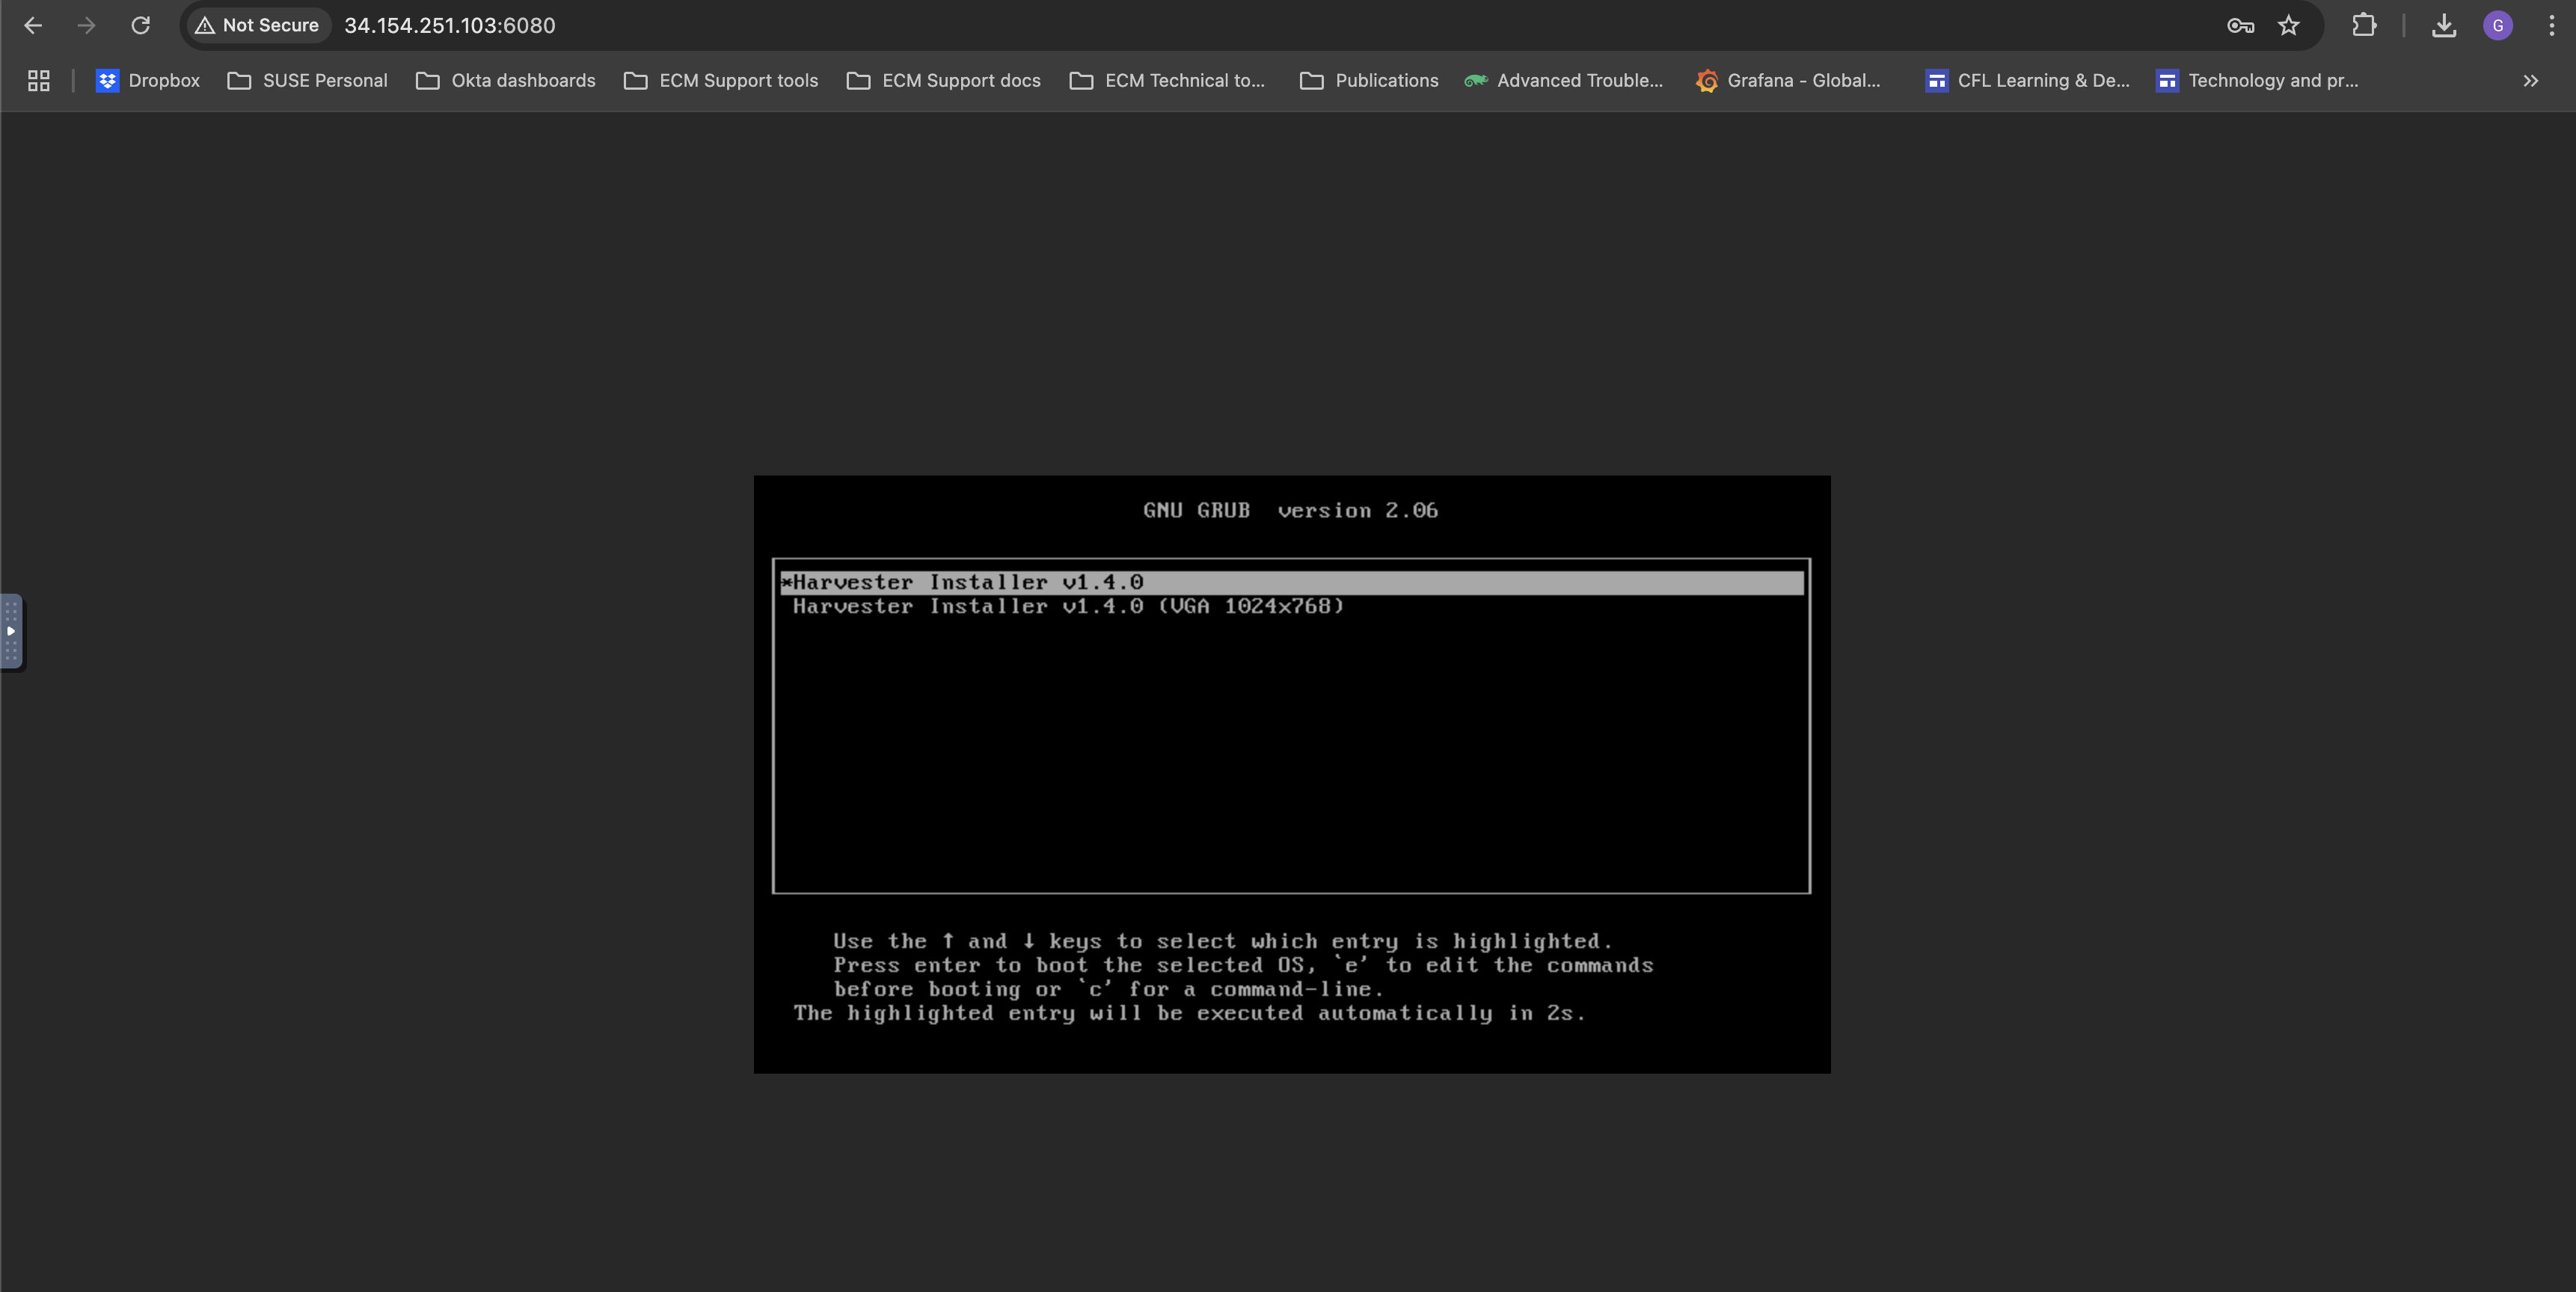 Not Secure 34.154.251.103:6080 G
Dropbox SUSE Personal Okta dashboards ECM Support tools ECM Support docs ECM Technical to... Publications Advanced Trouble... Grafana - Global... CFL Learning & De... Technology and pr...
GNU GRUB version 2.06
*Harvester Installer v1.4.0
Harvester Installer v1.4.0 (VGA 1024x768)
Use the ↑ and ↓ keys to select which entry is highlighted.
Press enter to boot the selected OS, `e' to edit the commands
before booting or `c' for a command-line.
The highlighted entry will be executed automatically in 2s.